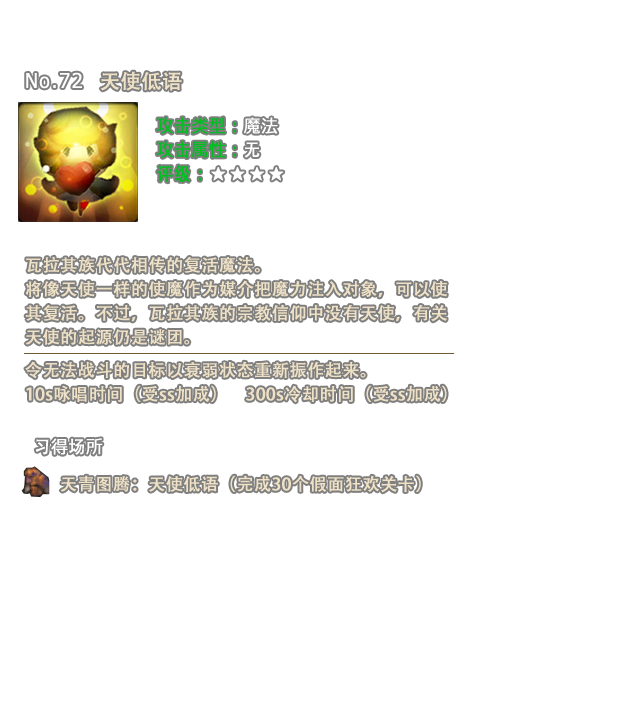 No.72 天使低语
攻击类型：魔法
攻击属性：无
评级：☆☆☆☆
瓦拉其族代代相传的复活魔法。
将像天使一样的使魔作为媒介把魔力注入对象，可以使
其复活。不过，瓦拉其族的宗教信仰中没有天使，有关
天使的起源仍是谜团。
令无法战斗的目标以衰弱状态重新振作起来。
10s咏唱时间（受ss加成） 300s冷却时间（受ss加成）
习得场所
天青图腾：天使低语（完成30个假面狂欢关卡）